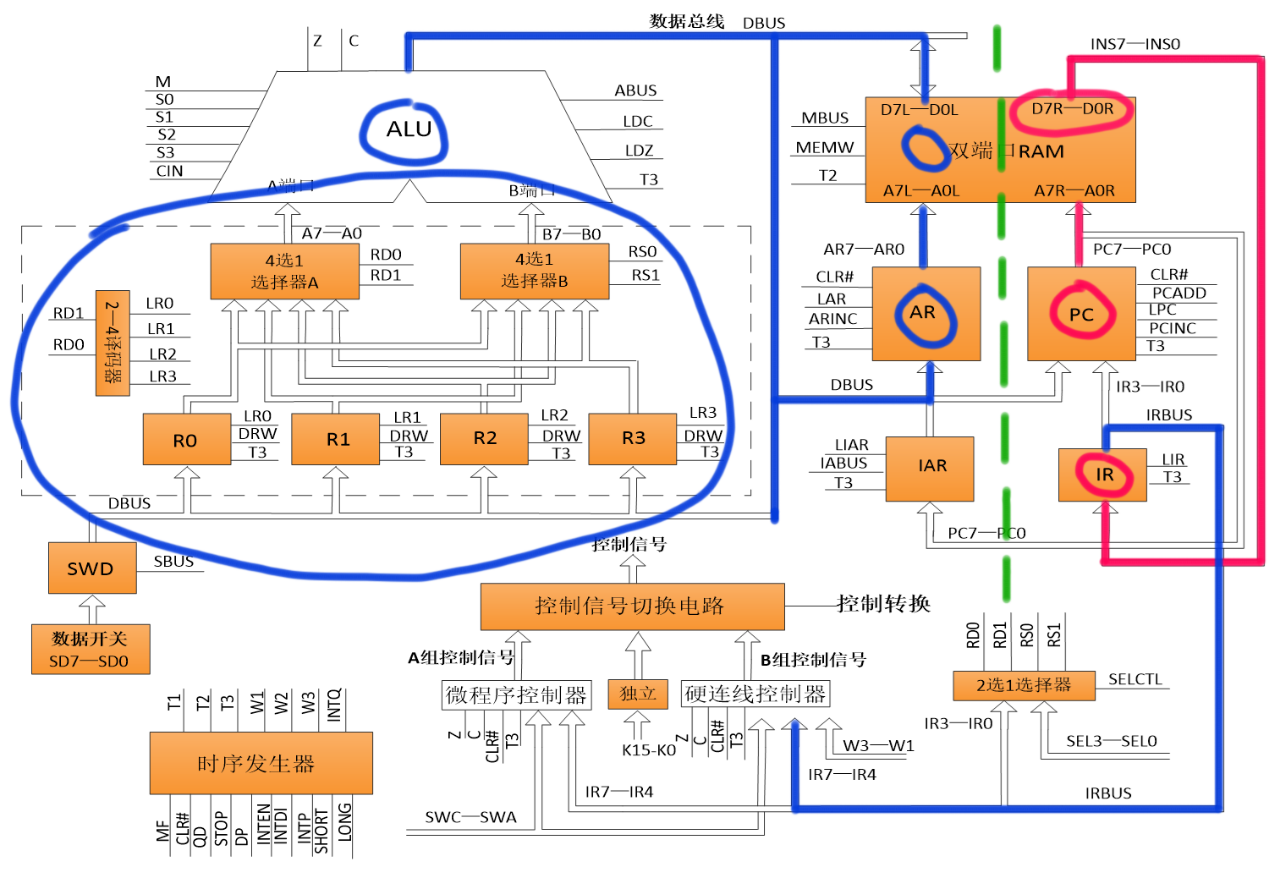 数据总线 DBUS
Z
C
M
S0
S1
S2
S3
CIN
ALU
ABUS
LDC
LDZ
T3
A端口
B端口
INS7—INS0
D7L—D0L
D7R—D0R
双端口RAM
A7L—A0L
A7R—A0R
MBUS
MEMW
T2
A7—A0
B7—B0
4选1
选择器A
RD0
RD1
4选1
选择器B
RS0
RS1
RD1
RD0
2—4译码器
LR0
LR1
LR2
LR3
AR7—AR0
PC7—PC0
CLR#
LAR
ARINC
T3
AR
PC
CLR#
PCADD
LPC
PCINC
T3
DBUS
IR3—IR0
IRBUS
R0
LR0
DRW
T3
R1
LR1
DRW
T3
R2
LR2
DRW
T3
R3
LR3
DRW
T3
LIAR
IABUS
T3
IAR
IR
LIR
T3
DBUS
PC7—PC0
SWD
SBUS
数据开关
SD7—SD0
控制信号
控制信号切换电路
控制转换
A组控制信号
B组控制信号
微程序控制器
独立
硬连线控制器
Z
C
CLR#
T3
K15-K0
Z
C
CLR#
T3
W3—W1
IR7—IR4
IR7—IR4
SWC—SWA
RD0
RD1
RS0
RS1
2选1选择器
SELCTL
IR3—IR0
SEL3—SEL0
IRBUS
T1
T2
T3
W1
W2
W3
INTQ
时序发生器
MF
CLR#
QD
STOP
DP
INTEN
INTDI
INTP
SHORT
LONG